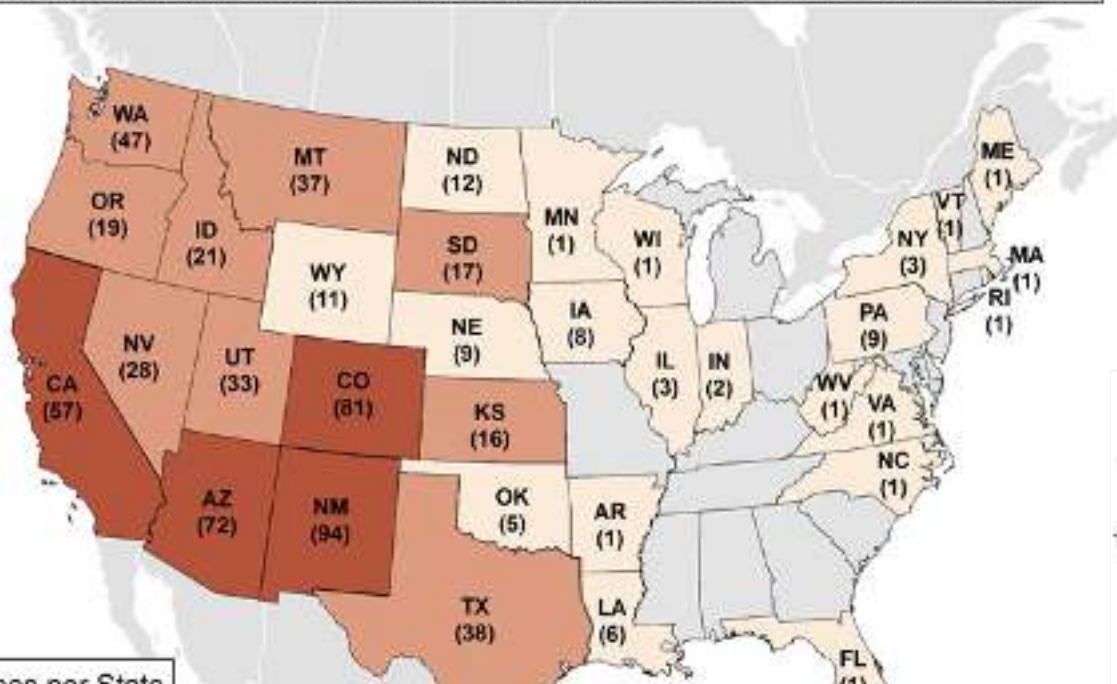 WA
(47)
MT
(37)
ND
(12)
ME
(1)
OR
(19)
ID
(21)
SD
(17)
MN
(1)
WI
(1)
VT
(1)
NY
(3)
MA
(1)
RI
(1)
WY
(11)
NE
(9)
IA
(8)
PA
(9)
NV
(28)
UT
(33)
CO
(81)
IL
(3)
IN
(2)
WV
(1)
VA
(1)
CA
(57)
KS
(16)
NC
(1)
AZ
(72)
NM
(94)
OK
(5)
AR
(1)
TX
(38)
LA
(6)
FL
(1)
per State